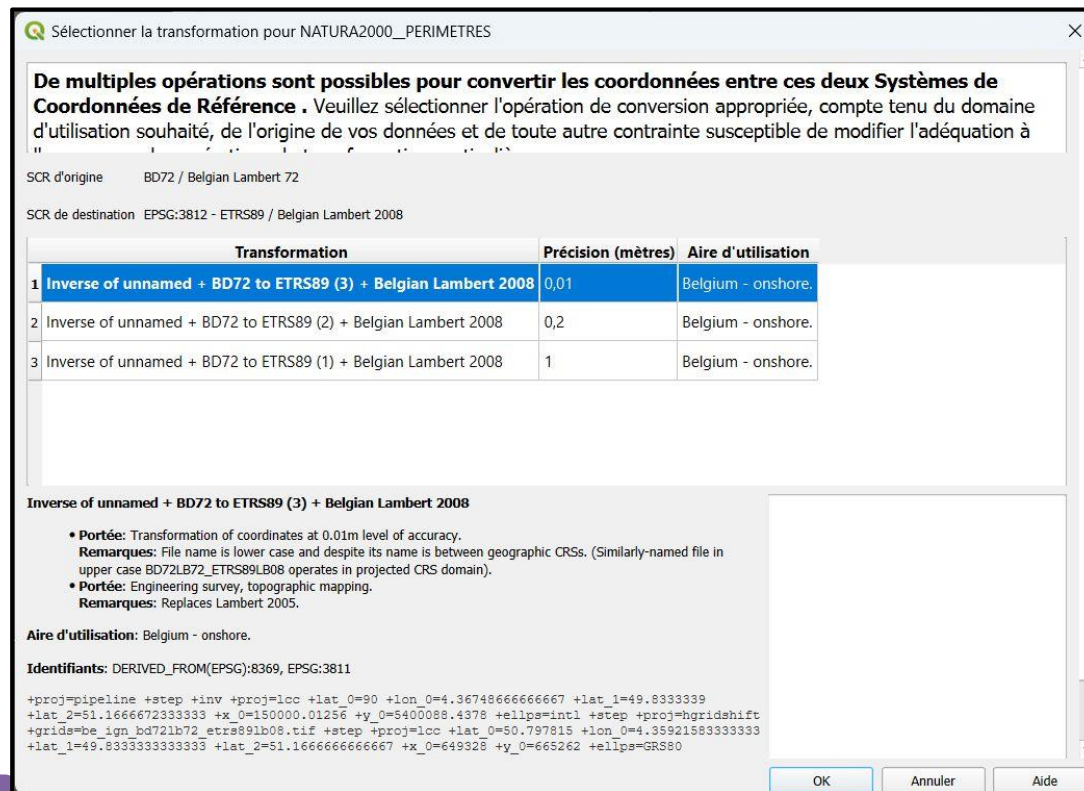 Sélectionner la transformation pour NATURA2000__PERIMETRES
De multiples opérations sont possibles pour convertir les coordonnées entre ces deux Systèmes de
Coordonnées de Référence . Veuillez sélectionner l'opération de conversion appropriée, compte tenu du domaine
d'utilisation souhaité, de l'origine de vos données et de toute autre contrainte susceptible de modifier l'adéquation à
SCR d'origine BD72 / Belgian Lambert 72
SCR de destination EPSG:3812 - ETRS89 / Belgian Lambert 2008
Transformation Précision (mètres) Aire d'utilisation
1 Inverse of unnamed + BD72 to ETRS89 (3) + Belgian Lambert 2008 0,01 Belgium - onshore.
2 Inverse of unnamed + BD72 to ETRS89 (2) + Belgian Lambert 2008 0,2 Belgium - onshore.
3 Inverse of unnamed + BD72 to ETRS89 (1) + Belgian Lambert 2008 1 Belgium - onshore.
Inverse of unnamed + BD72 to ETRS89 (3) + Belgian Lambert 2008
• Portée: Transformation of coordinates at 0.01m level of accuracy.
Remarques: File name is lower case and despite its name is between geographic CRSs. (Similarly-named file in
upper case BD72LB72_ETRS89LB08 operates in projected CRS domain).
• Portée: Engineering survey, topographic mapping.
Remarques: Replaces Lambert 2005.
Aire d'utilisation: Belgium - onshore.
Identifiants: DERIVED_FROM(EPSG):8369, EPSG:3811
+proj=pipeline +step +inv +proj=lcc +lat_0=90 +lon_0=4.36748666666667 +lat_1=49.8333339
+lat_2=51.1666672333333 +x_0=150000.01256 +y_0=5400088.4378 +ellps=intl +step +proj=hgridshift
+grids=be_ign_bd72lb72_etrs89lb08.tif +step +proj=lcc +lat_0=50.797815 +lon_0=4.35921583333333
+lat_1=49.8333333333333 +lat_2=51.1666666666667 +x_0=649328 +y_0=665262 +ellps=GRS80
OK Annuler Aide